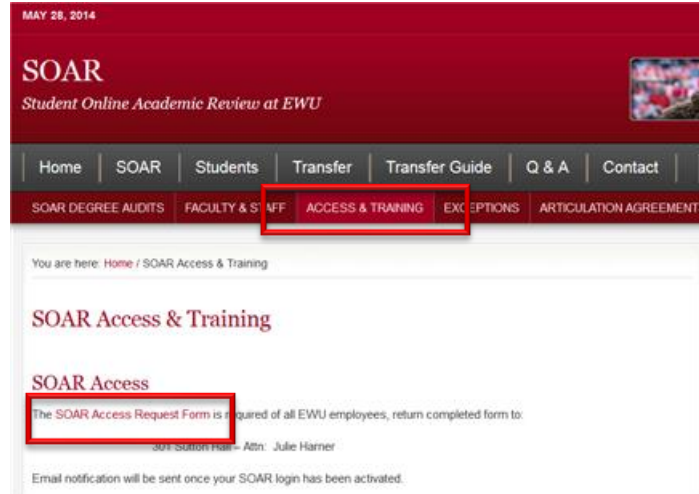 MAY 28, 2014
SOAR
Student Online Academic Review at EWU
Home SOAR Students Transfer Transfer Guide Q & A Contact
SOAR DEGREE AUDITS FACULTY & STAFF ACCESS & TRAINING EXCEPTIONS ARTICULATION AGREEMENT
You are here: Home / SOAR Access & Training
SOAR Access & Training
SOAR Access
The SOAR Access Request Form is required of all EWU employees, return completed form to:
301 Sutton Hall – Attn: Julie Harner
Email notification will be sent once your SOAR login has been activated.